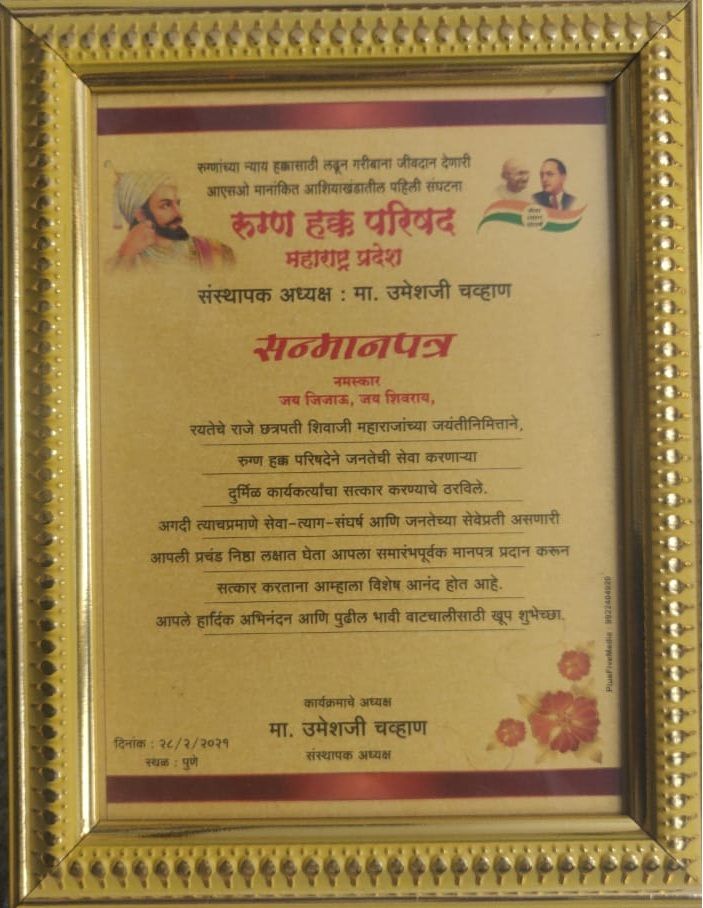 रुग्णांच्या न्याय हक्कासाठी लढून गरीबाना जीवदान देणारी
आएसओ मानांकित आशियाखंडातील पहिली संघटना
रुग्ण हक्क परिषद
महाराष्ट्र प्रदेश
संस्थापक अध्यक्ष : मा. उमेशजी चव्हाण
सन्मानपत्र
नमस्कार
जय जिजाऊ, जय शिवराय,
रयतेचे राजे छत्रपती शिवाजी महाराजांच्या जयंतीनिमित्ताने,
रुग्ण हक्क परिषदेने जनतेची सेवा करणाऱ्या
दुर्मिळ कार्यकर्त्यांचा सत्कार करण्याचे ठरविले.
अगदी त्याचप्रमाणे सेवा-त्याग-संघर्ष आणि जनतेच्या सेवेप्रती असणारी
आपली प्रचंड निष्ठा लक्षात घेता आपला समारंभपूर्वक मानपत्र प्रदान करून
सत्कार करताना आम्हाला विशेष आनंद होत आहे.
आपले हार्दिक अभिनंदन आणि पुढील भावी वाटचालीसाठी खूप शुभेच्छा.
कार्यक्रमाचे अध्यक्ष
मा. उमेशजी चव्हाण
संस्थापक अध्यक्ष
दिनांक : २८/२/२०२१
स्थळ : पुणे